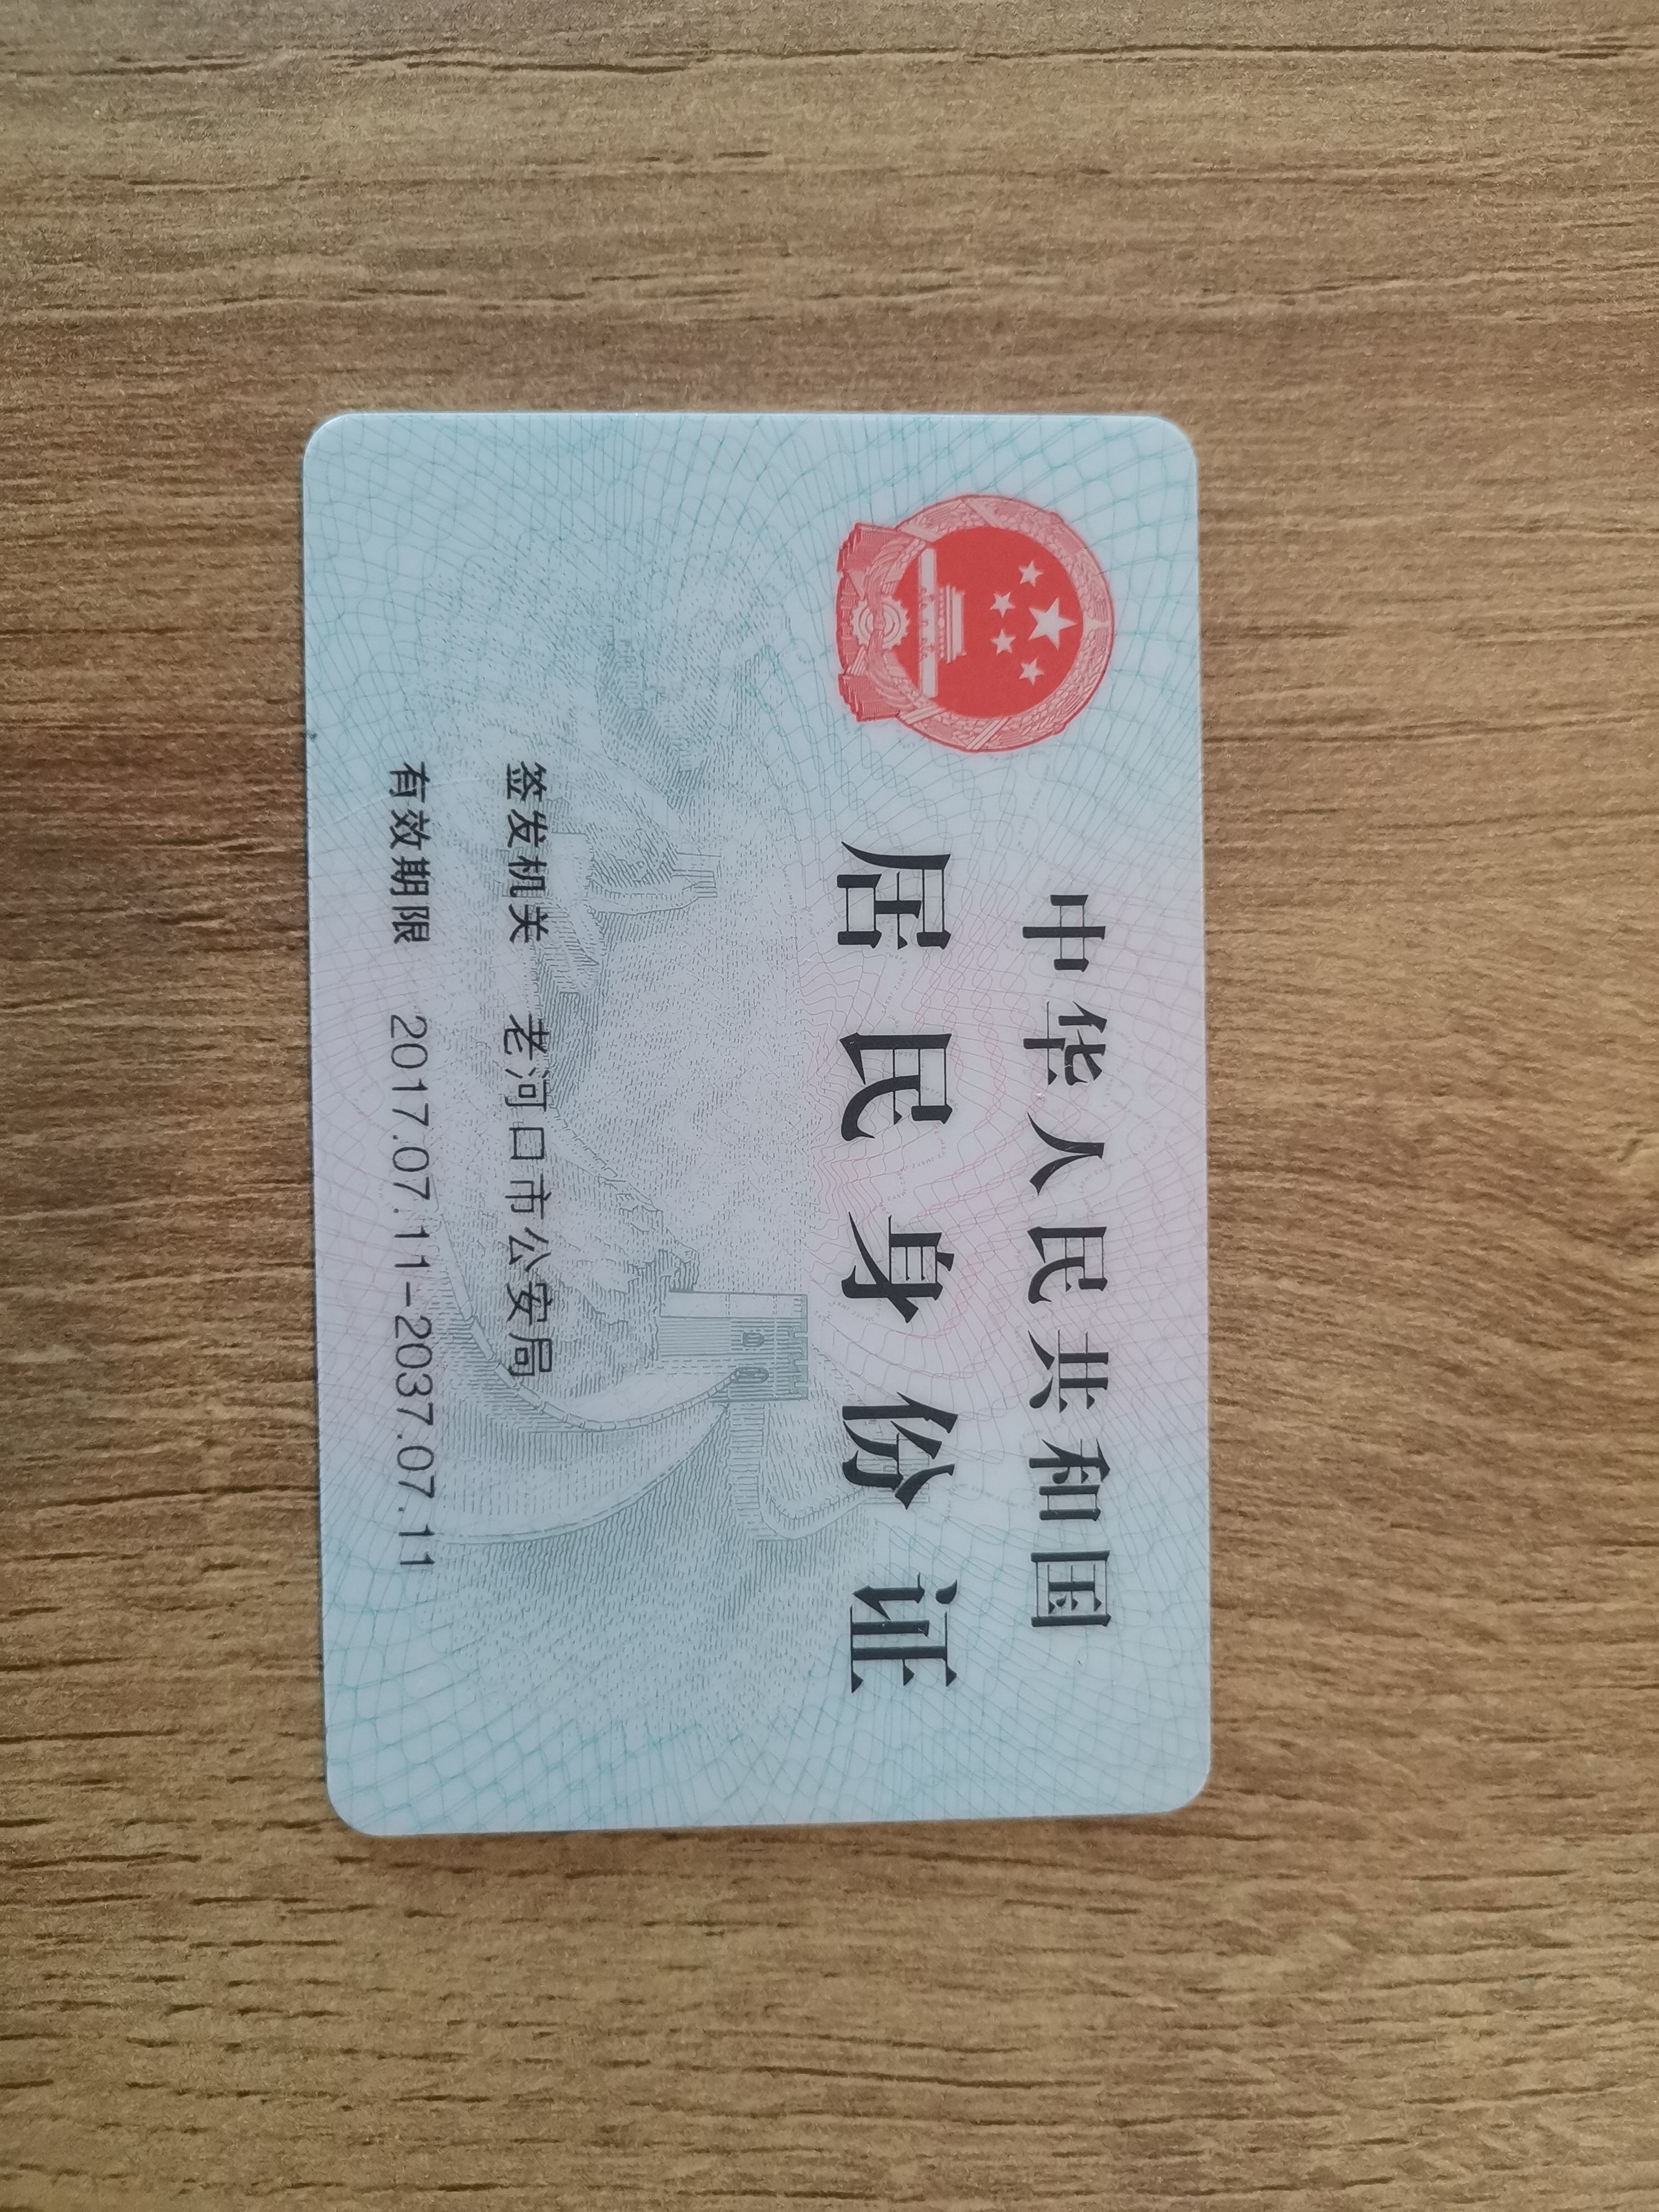 中华人民共和国
居民身份证
签发机关 老河口市公安局
有效期限 2017.07.11-2037.07.11